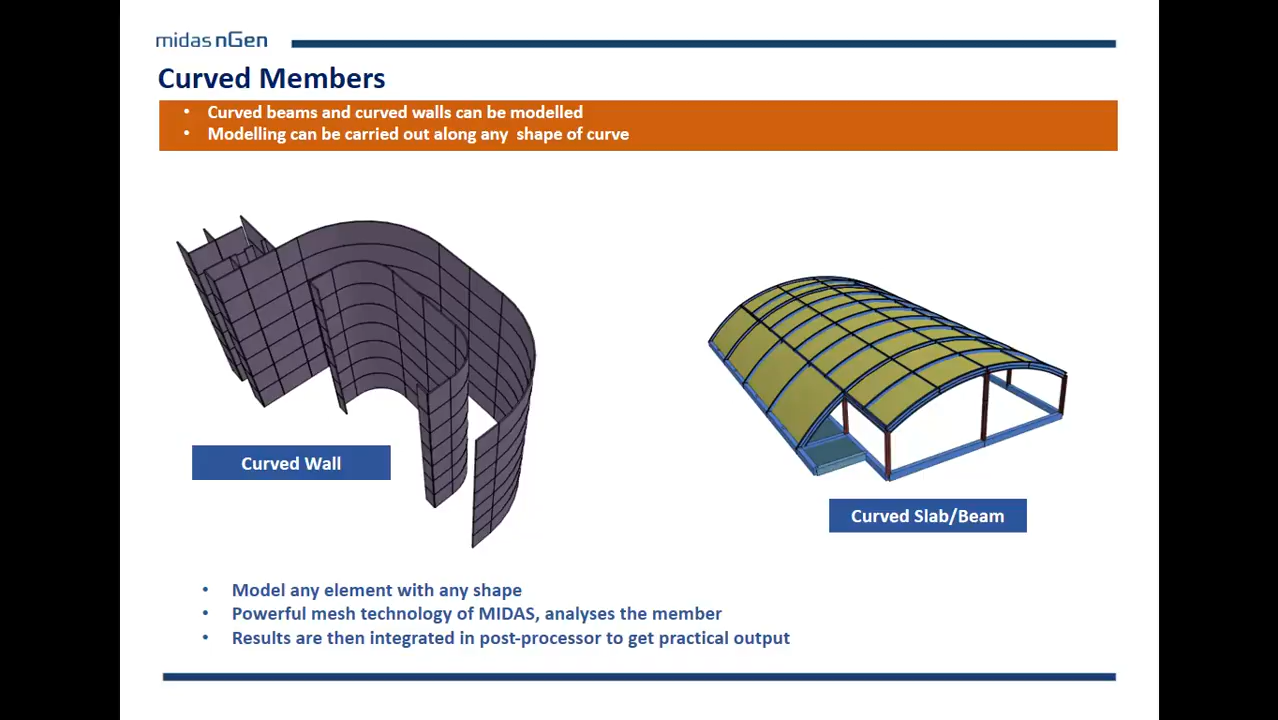 midas nGen
Curved Members
• Curved beams and curved walls can be modelled
• Modelling can be carried out along any shape of curve
Curved Wall
Curved Slab/Beam
• Model any element with any shape
• Powerful mesh technology of MIDAS, analyses the member
• Results are then integrated in post-processor to get practical output